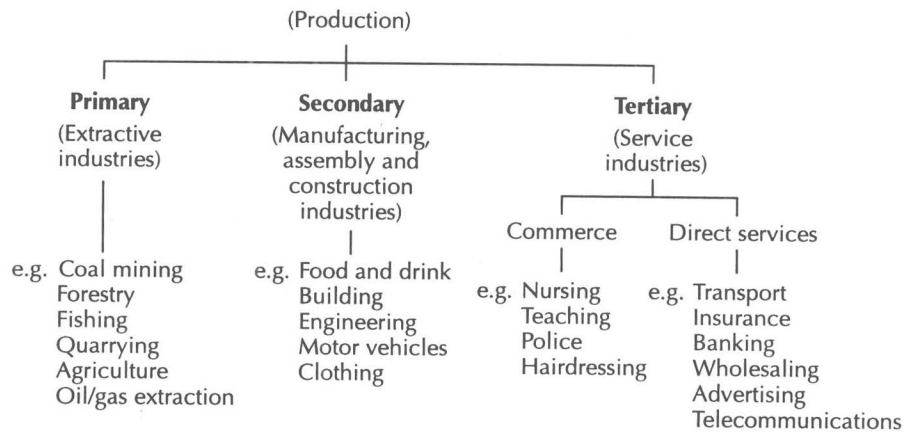 (Production)
Primary
(Extractive
industries)
e.g. Coal mining
Forestry
Fishing
Quarrying
Agriculture
Oil/gas extraction
Secondary
(Manufacturing,
assembly and
construction
industries)
e.g. Food and drink
Building
Engineering
Motor vehicles
Clothing
Tertiary
(Service
industries)
Commerce
e.g. Nursing
Teaching
Police
Hairdressing
Direct services
e.g. Transport
Insurance
Banking
Wholesaling
Advertising
Telecommunications